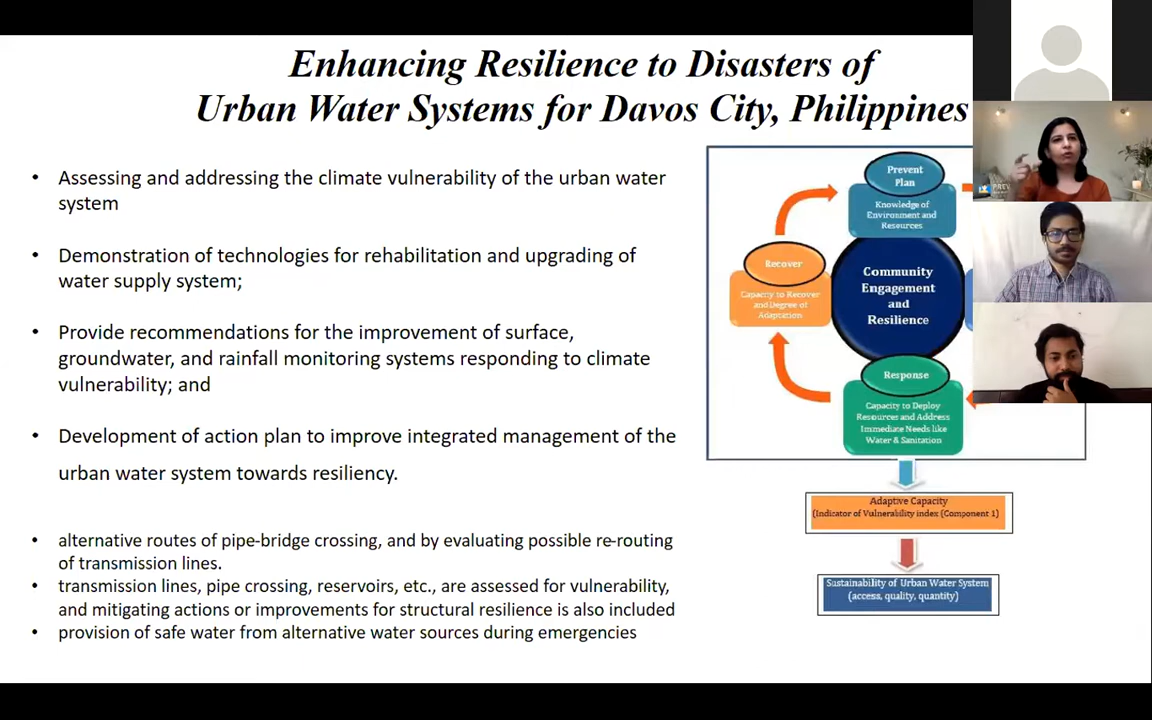 Enhancing Resilience to Disasters of
Urban Water Systems for Davos City, Philippines
• Assessing and addressing the climate vulnerability of the urban water
system
• Demonstration of technologies for rehabilitation and upgrading of
water supply system;
• Provide recommendations for the improvement of surface,
groundwater, and rainfall monitoring systems responding to climate
vulnerability; and
• Development of action plan to improve integrated management of the
urban water system towards resiliency.
• alternative routes of pipe-bridge crossing, and by evaluating possible re-routing
of transmission lines.
• transmission lines, pipe crossing, reservoirs, etc., are assessed for vulnerability,
and mitigating actions or improvements for structural resilience is also included
• provision of safe water from alternative water sources during emergencies
Prevent
Plan
Knowledge of
Environment and
Resources
Recover
Capacity to Recover
and Degree of
Adaptation
Community
Engagement
and
Resilience
Response
Capacity to Deploy
Resources and Address
Immediate Needs like
Water & Sanitation
Adaptive Capacity
(Indicator of Vulnerability index (Component 1)
Sustainability of Urban Water System
(access, quality, quantity)